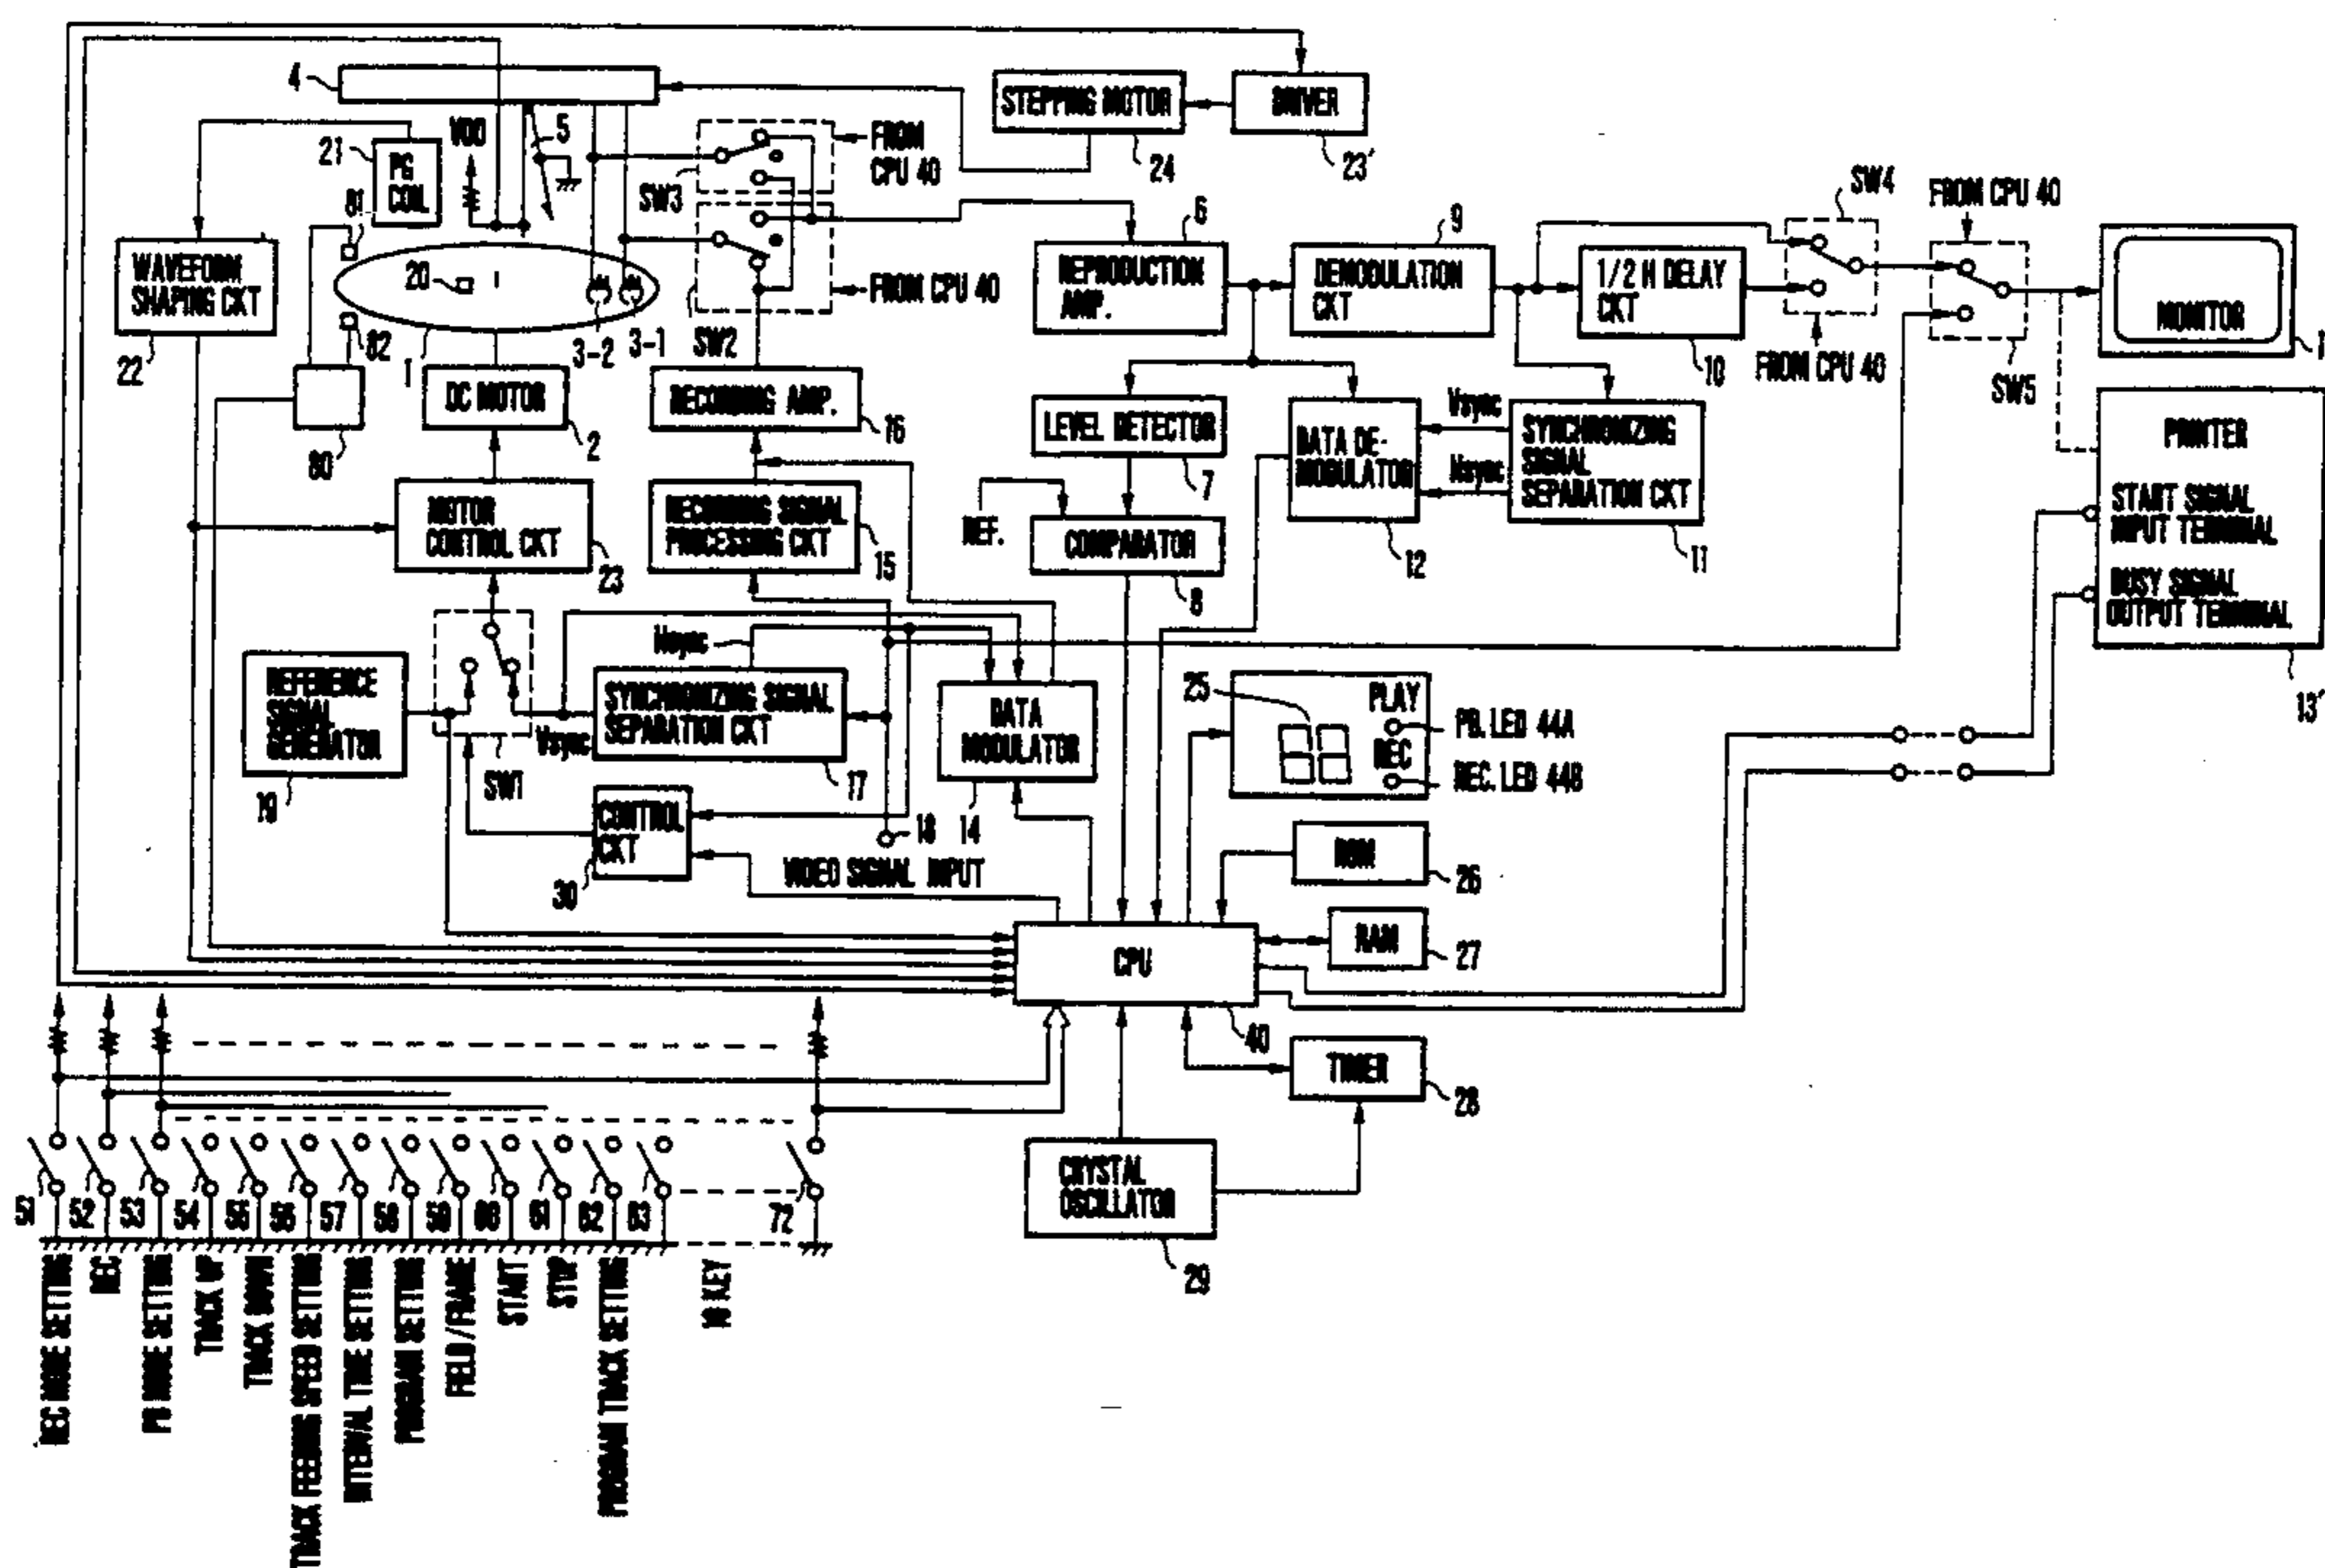 4
STEPPING MOTOR
DRIVER
24
23'
VDD
5
21
PG
COIL
81
FROM
CPU 40
SW3
SW4
FROM CPU 40
WAVEFORM
SHAPING CKT
22
20
1
82
3-2
3-1
SW2
FROM CPU 40
6
REPRODUCTION
AMP.
9
DEMODULATION
CKT
1/2 H DELAY
CKT
10
FROM CPU 40
SW5
MONITOR
80
DC MOTOR
2
RECORDING AMP.
16
LEVEL DETECTOR
7
DATA DE-
MODULATOR
12
Vsync
Hsync
SYNCHRONIZING
SIGNAL
SEPARATION CKT
11
PRINTER
START SIGNAL
INPUT TERMINAL
BUSY SIGNAL
OUTPUT TERMINAL
13'
MOTOR
CONTROL CKT
23
RECORDING SIGNAL
PROCESSING CKT
15
REF.
COMPARATOR
8
REFERENCE
SIGNAL
GENERATOR
19
SW1
Hsync
Vsync
SYNCHRONIZING SIGNAL
SEPARATION CKT
17
DATA
MODULATOR
14
25
PLAY
REC
PB. LED 44A
REC. LED 44B
CONTROL
CKT
30
18
VIDEO SIGNAL INPUT
ROM
26
RAM
27
CPU
40
TIMER
28
CRYSTAL
OSCILLATOR
29
51
52
53
54
55
56
57
58
59
60
61
62
63
72
REC MODE SETTING
REC
PB MODE SETTING
TRACK UP
TRACK DOWN
TRACK FEEDING SPEED SETTING
INTERVAL TIME SETTING
PROGRAM SETTING
FIELD/FRAME
START
STOP
PROGRAM TRACK SETTING
10 KEY